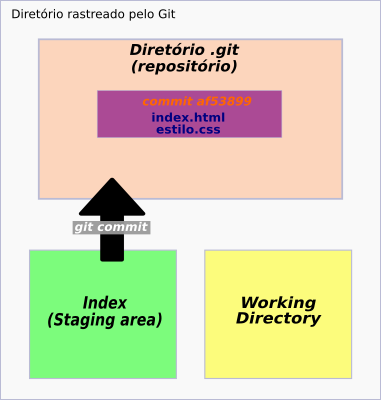 Diretório rastreado pelo Git
Diretório .git
(repositório)
commit af53899
index.html
estilo.css
git commit
Index
(Staging area)
Working
Directory